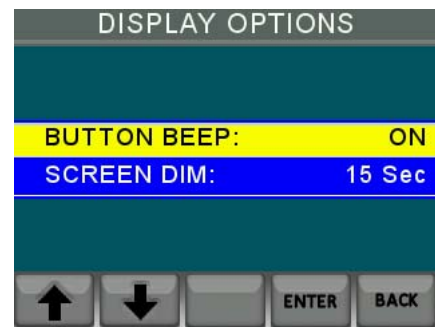 DISPLAY OPTIONS
BUTTON BEEP: ON
SCREEN DIM: 15 Sec
ENTER BACK